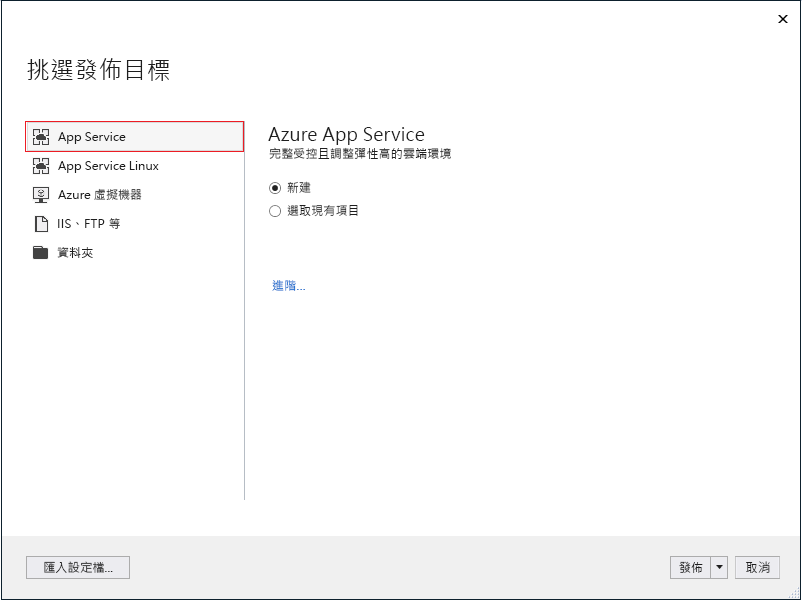 挑選發佈目標
App Service
App Service Linux
Azure 虛擬機器
IIS、FTP 等
資料夾
Azure App Service
完整受控且調整彈性高的雲端環境
新建
選取現有項目
進階...
匯入設定檔...
發佈
取消